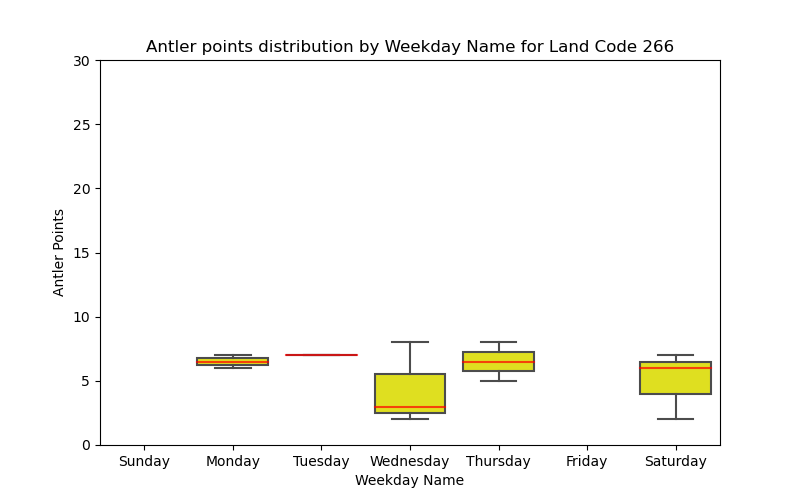 Antler points distribution by Weekday Name for Land Code 266
30
25
20
15
10
5
0
Antler Points
Sunday Monday Tuesday Wednesday Thursday Friday Saturday
Weekday Name